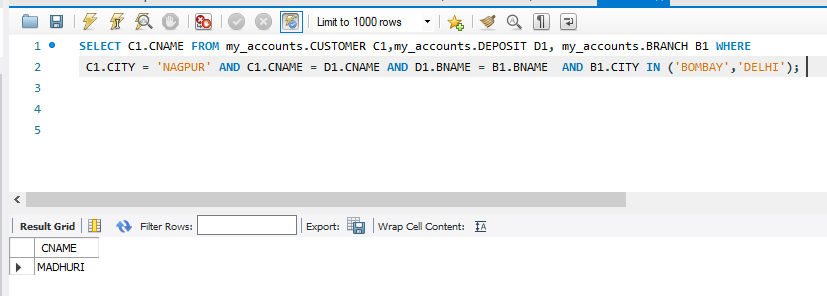 Limit to 1000 rows
1 SELECT C1.CNAME FROM my_accounts.CUSTOMER C1,my_accounts.DEPOSIT D1, my_accounts.BRANCH B1 WHERE
2 C1.CITY = 'NAGPUR' AND C1.CNAME = D1.CNAME AND D1.BNAME = B1.BNAME  AND B1.CITY IN ('BOMBAY','DELHI');
3
4
5
Result Grid Filter Rows: Export: Wrap Cell Content:
CNAME
MADHURI